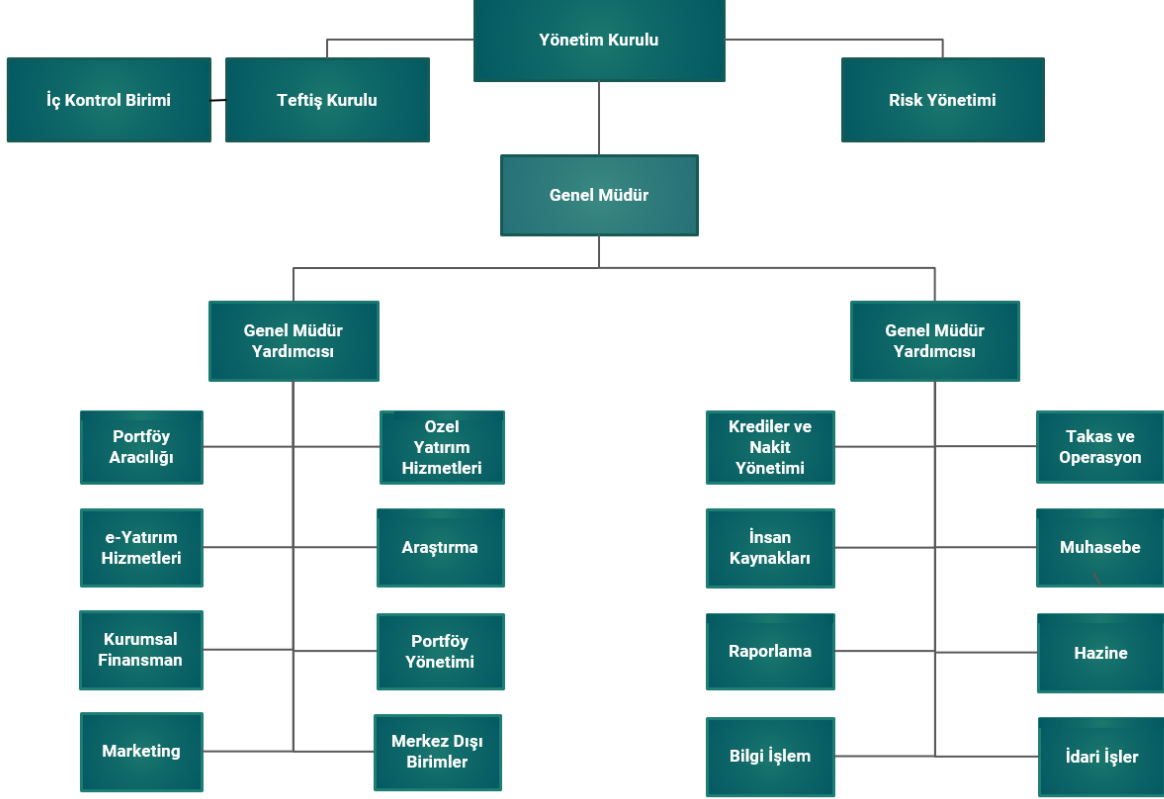 Yönetim Kurulu
İç Kontrol Birimi
Teftiş Kurulu
Risk Yönetimi
Genel Müdür
Genel Müdür
Yardımcısı
Genel Müdür
Yardımcısı
Portföy
Aracılığı
Ozel
Yatırım
Hizmetleri
Krediler ve
Nakit
Yönetimi
Takas ve
Operasyon
e-Yatırım
Hizmetleri
Araştırma
İnsan
Kaynakları
Muhasebe
Kurumsal
Finansman
Portföy
Yönetimi
Raporlama
Hazine
Marketing
Merkez Dışı
Birimler
Bilgi İşlem
İdari İşler